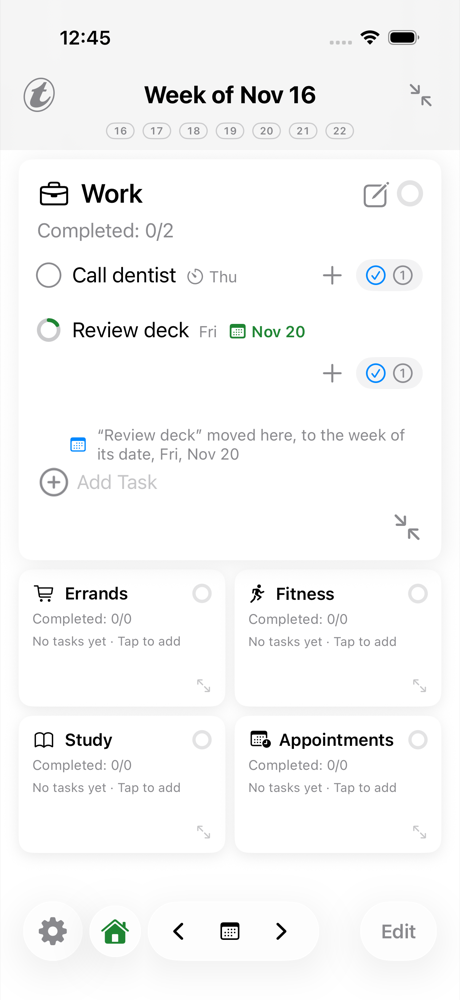 12:45
t
Week of Nov 16
16 17 18 19 20 21 22
Work
Completed: 0/2
Call dentist Thu 1
Review deck Fri Nov 20
1
“Review deck” moved here, to the week of
its date, Fri, Nov 20
Add Task
Errands
Completed: 0/0
No tasks yet · Tap to add
Fitness
Completed: 0/0
No tasks yet · Tap to add
Study
Completed: 0/0
No tasks yet · Tap to add
Appointments
Completed: 0/0
No tasks yet · Tap to add
Edit